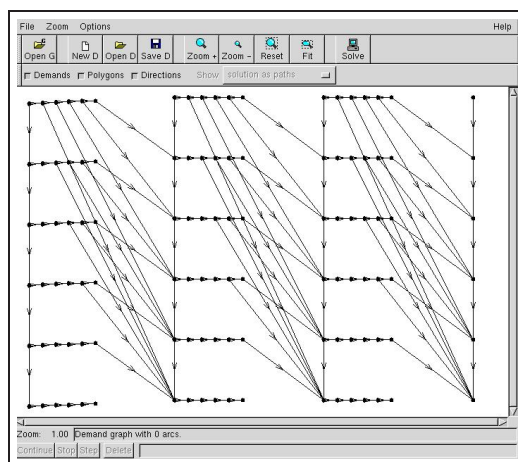 File Zoom Options Help
Open G New D Open D Save D Zoom + Zoom - Reset Fit Solve
Demands Polygons Directions Show solution as paths
Zoom: 1.00 Demand graph with 0 arcs.
Continue Stop Step Delete